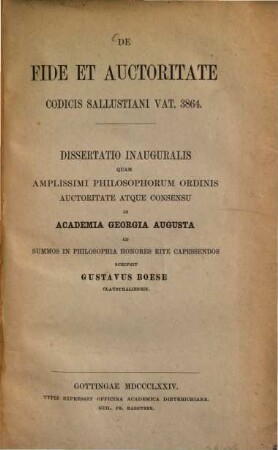 DE
FIDE ET AUCTORITATE
CODICIS SALLUSTIANI VAT. 3864.
DISSERTATIO INAUGURALIS
QUAM
AMPLISSIMI PHILOSOPHORUM ORDINIS
AUCTORITATE ATQUE CONSENSU
IN
ACADEMIA GEORGIA AUGUSTA
AD
SUMMOS IN PHILOSOPHIA HONORES RITE CAPESSENDOS
SCRIPSIT
GUSTAVUS BOESE
CLAUSTHALIENSIS.
GOTTINGAE MDCCCLXXIV.
TYPIS EXPRESSIT OFFICINA ACADEMICA DIETERICHIANA.
GUIL. FR. KAESTNER.